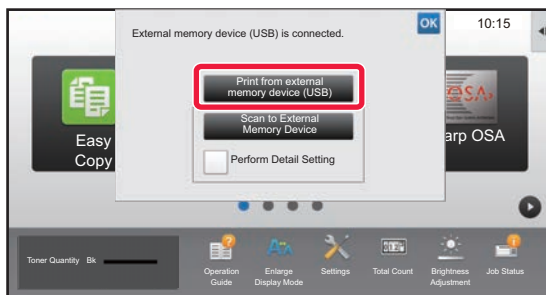 External memory device (USB) is connected.
OK
10:15
Print from external
memory device (USB)
Scan to External
Memory Device
Perform Detail Setting
Easy
Copy
arp OSA
Toner Quantity Bk
Operation
Guide
Enlarge
Display Mode
Settings
Total Count
Brightness
Adjustment
Job Status